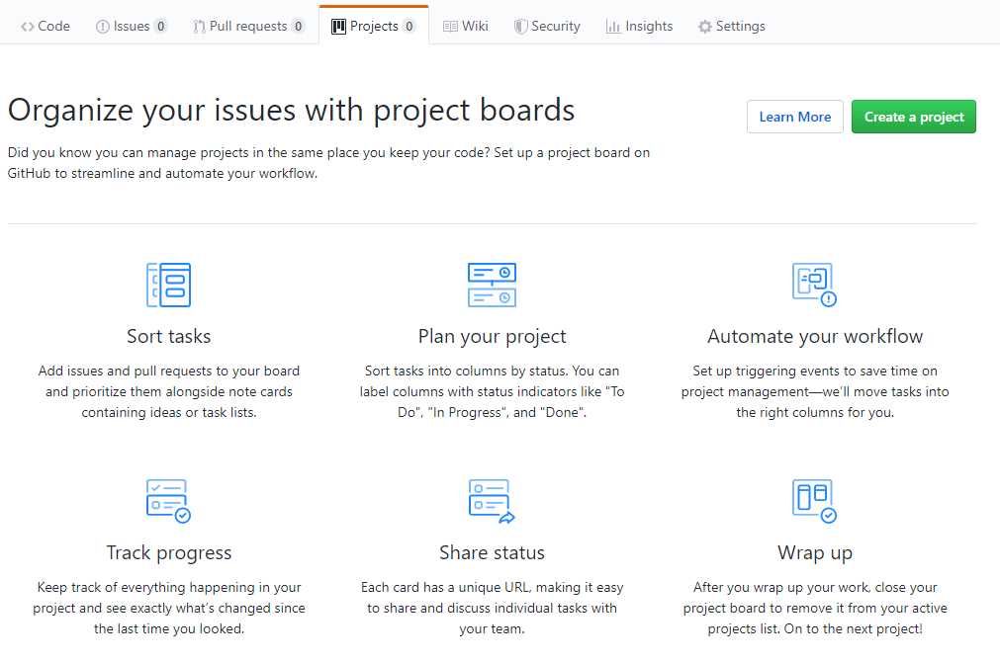 Code Issues 0 Pull requests 0 Projects 0 Wiki Security Insights Settings
Organize your issues with project boards
Learn More Create a project
Did you know you can manage projects in the same place you keep your code? Set up a project board on
GitHub to streamline and automate your workflow.
Sort tasks
Add issues and pull requests to your board
and prioritize them alongside note cards
containing ideas or task lists.
Plan your project
Sort tasks into columns by status. You can
label columns with status indicators like "To
Do", "In Progress", and "Done".
Automate your workflow
Set up triggering events to save time on
project management—we’ll move tasks into
the right columns for you.
Track progress
Keep track of everything happening in your
project and see exactly what’s changed since
the last time you looked.
Share status
Each card has a unique URL, making it easy
to share and discuss individual tasks with
your team.
Wrap up
After you wrap up your work, close your
project board to remove it from your active
projects list. On to the next project!